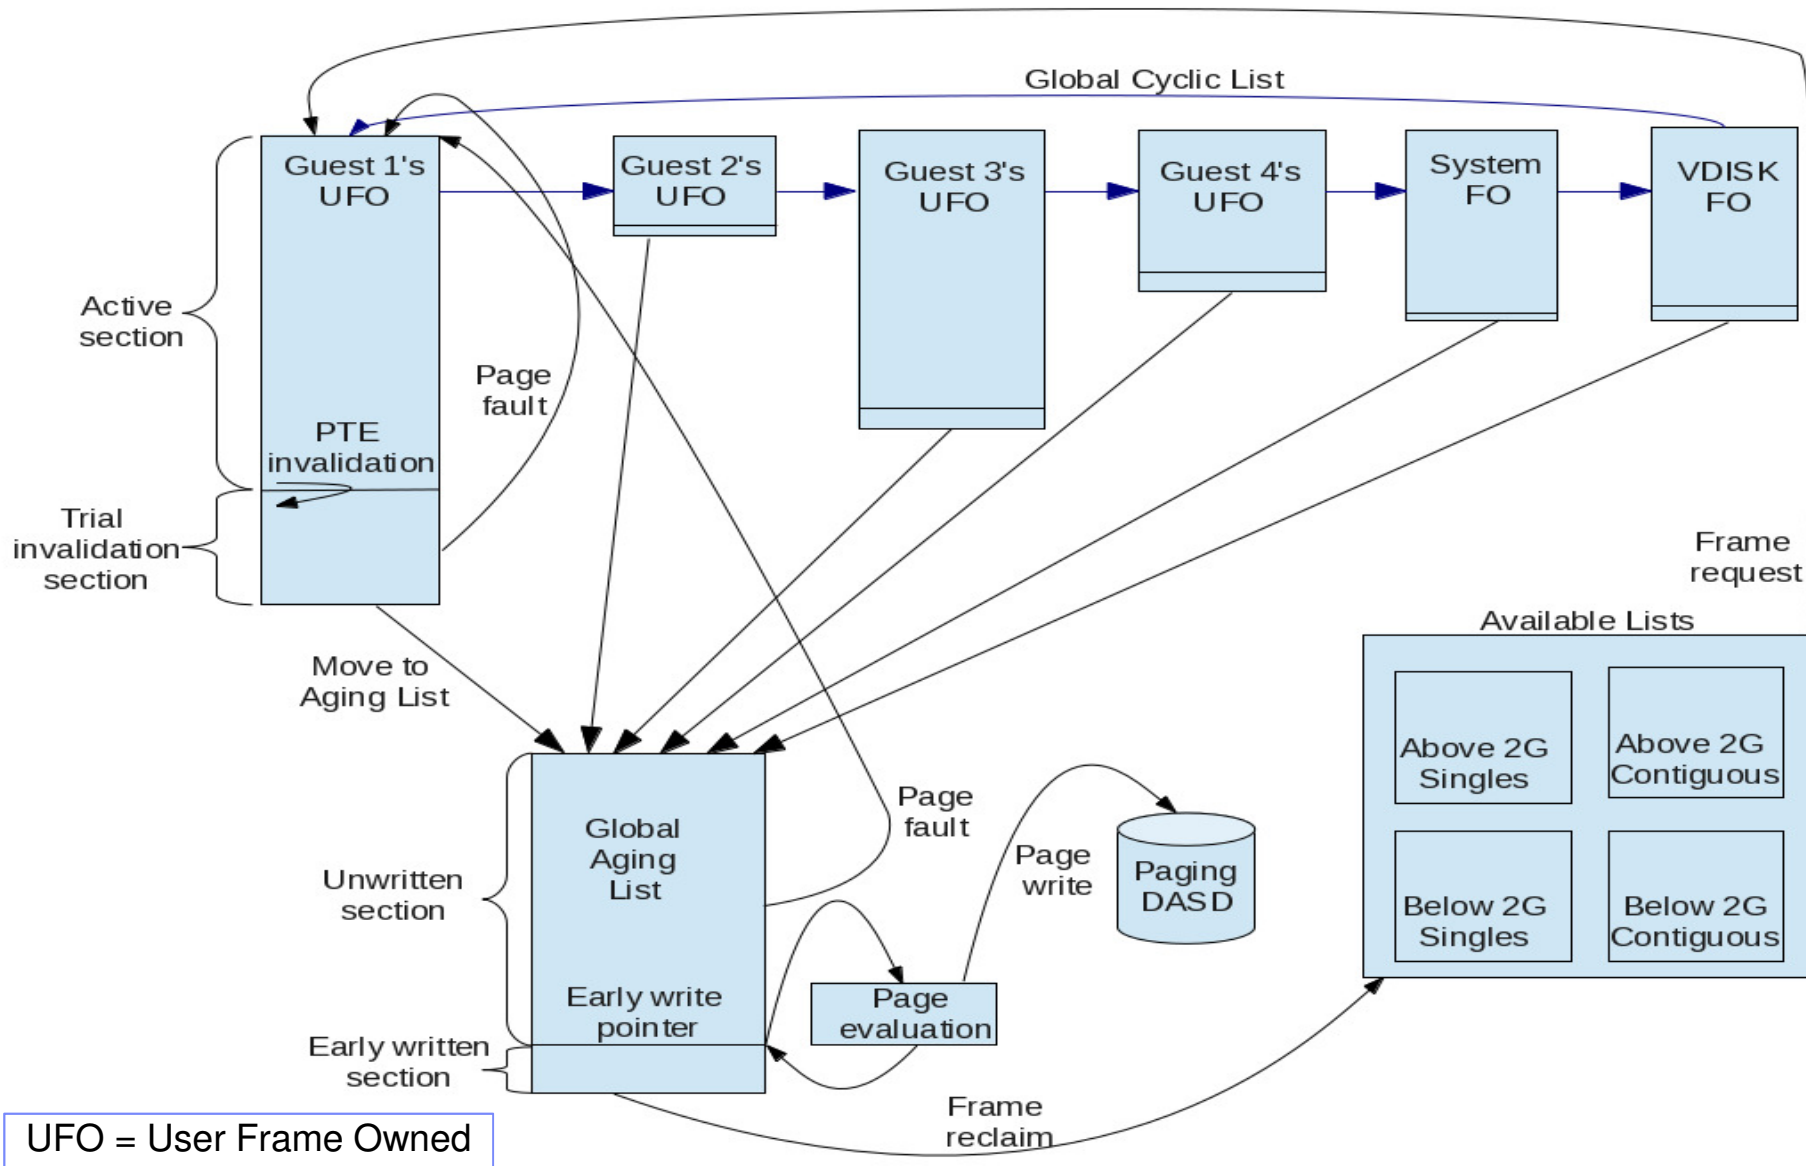 Global Cyclic List
Guest 1's
UFO
Guest 2's
UFO
Guest 3's
UFO
Guest 4's
UFO
System
FO
VDISK
FO
Active
section
Page
fault
PTE
invalidation
Trial
invalidation
section
Frame
request
Available Lists
Move to
Aging List
Above 2G
Singles
Above 2G
Contiguous
Below 2G
Singles
Below 2G
Contiguous
Global
Aging
List
Page
fault
Page
write
Paging
DASD
Unwritten
section
Early write
pointer
Page
evaluation
Early written
section
Frame
reclaim
UFO = User Frame Owned